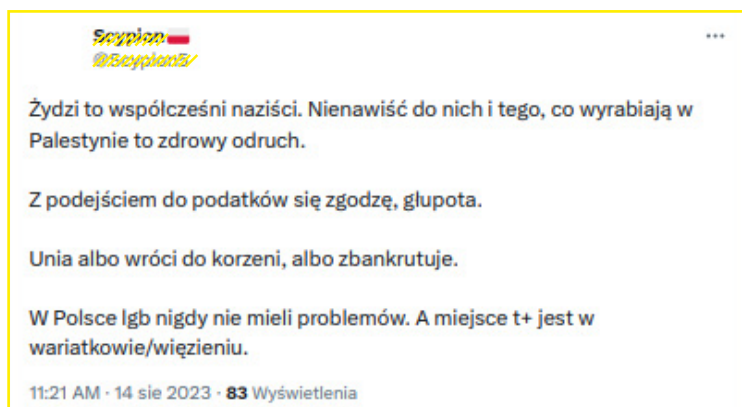 Żydzi to współcześni naziści. Nienawiść do nich i tego, co wyrabiają w
Palestynie to zdrowy odruch.
Z podejściem do podatków się zgodzę, głupota.
Unia albo wróci do korzeni, albo zbankrutuje.
W Polsce lgb nigdy nie mieli problemów. A miejsce t+ jest w
wariatkowie/więzieniu.
11:21 AM · 14 sie 2023 · 83 Wyświetlenia